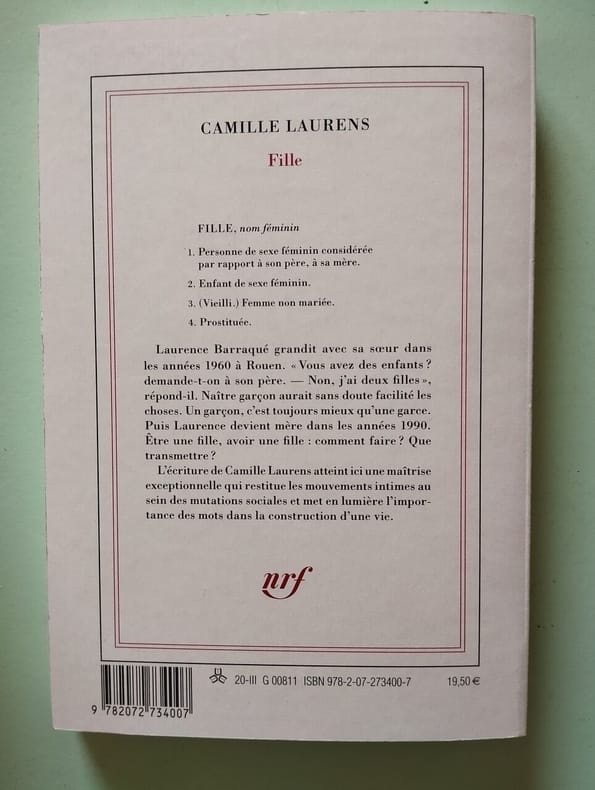 CAMILLE LAURENS
Fille
FILLE, nom féminin
1. Personne de sexe féminin considérée
par rapport à son père, à sa mère.
2. Enfant de sexe féminin.
3. (Vieilli.) Femme non mariée.
4. Prostituée.
Laurence Barraqué grandit avec sa sœur dans
les années 1960 à Rouen. «Vous avez des enfants ?
demande-t-on à son père. — Non, j'ai deux filles»,
répond-il. Naître garçon aurait sans doute facilité les
choses. Un garçon, c'est toujours mieux qu'une garce.
Puis Laurence devient mère dans les années 1990.
Être une fille, avoir une fille : comment faire ? Que
transmettre ?
L'écriture de Camille Laurens atteint ici une maîtrise
exceptionnelle qui restitue les mouvements intimes au
sein des mutations sociales et met en lumière l'impor-
tance des mots dans la construction d'une vie.
nrf
20-III G 00811 ISBN 978-2-07-273400-7 19,50 €
9 782072 734007